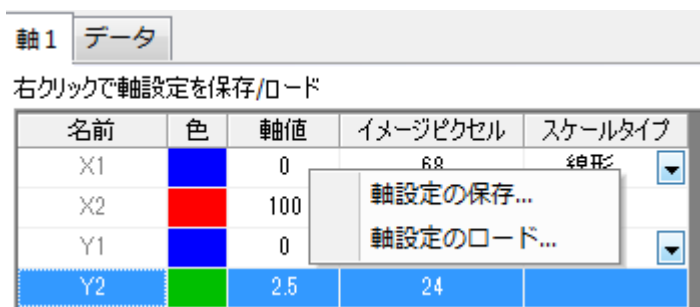 軸1 データ
右クリックで軸設定を保存/ロード
名前 色 軸値 イメージピクセル スケールタイプ
X1 0 68 線形
X2 100
軸設定の保存...
Y1 0
軸設定のロード...
Y2 2.5 24